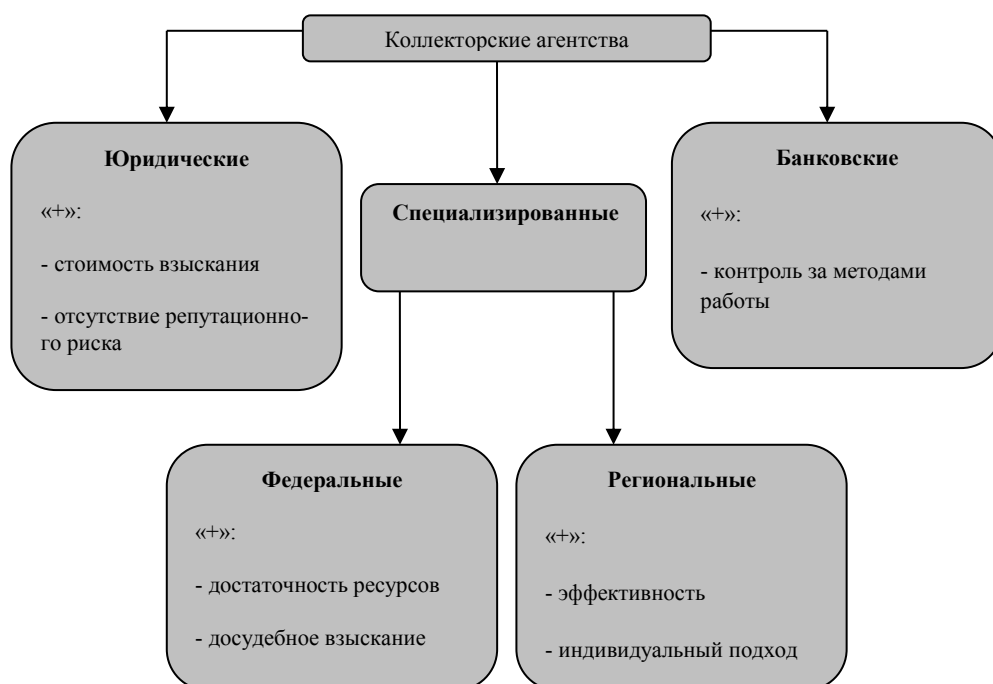 Коллекторские агентства
Юридические
«+»:
- стоимость взыскания
- отсутствие репутационно-
го риска
Специализированные
Банковские
«+»:
- контроль за методами
работы
Федеральные
«+»:
- достаточность ресурсов
- досудебное взыскание
Региональные
«+»:
- эффективность
- индивидуальный подход